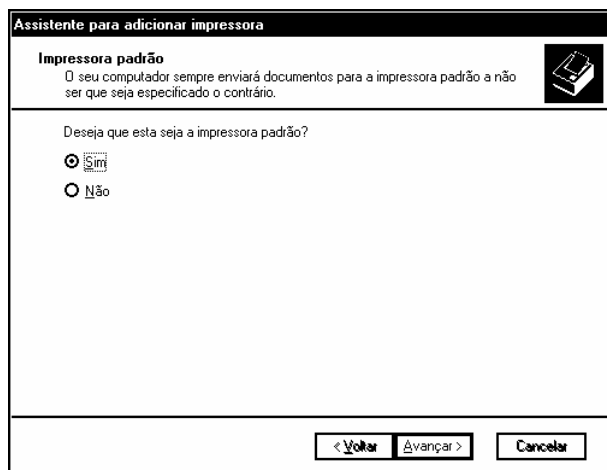 Assistente para adicionar impressora
Impressora padrão
O seu computador sempre enviará documentos para a impressora padrão a não
ser que seja especificado o contrário.
Deseja que esta seja a impressora padrão?
Sim
Não
< Voltar Avançar > Cancelar